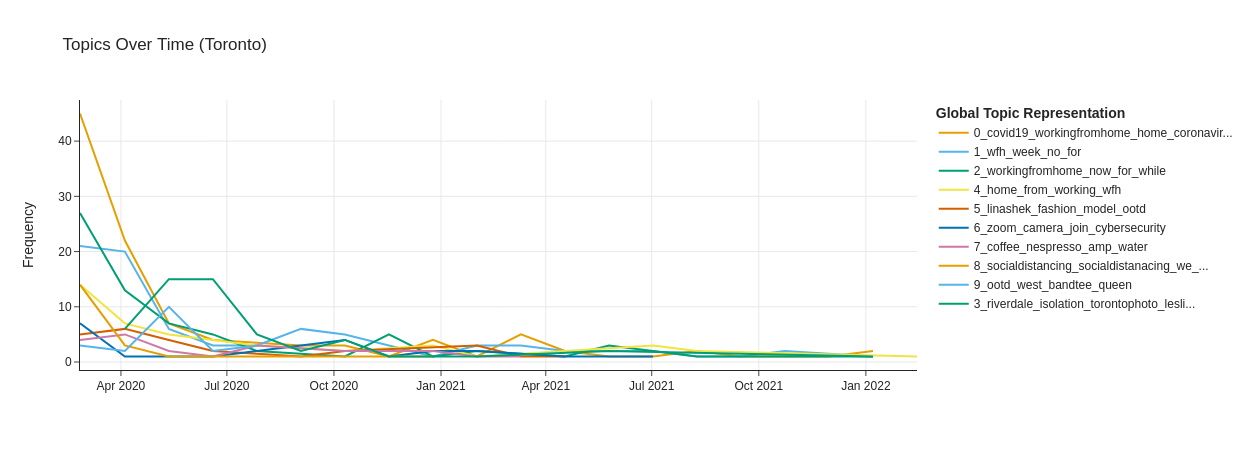 Topics Over Time (Toronto)
Frequency
40
30
20
10
0
Apr 2020
Jul 2020
Oct 2020
Jan 2021
Apr 2021
Jul 2021
Oct 2021
Jan 2022
Global Topic Representation
0_covid19_workingfromhome_home_coronavir...
1_wfh_week_no_for
2_workingfromhome_now_for_while
4_home_from_working_wfh
5_linashek_fashion_model_ootd
6_zoom_camera_join_cybersecurity
7_coffee_nespresso_amp_water
8_socialdistancing_socialdistanacing_we_...
9_ootd_west_bandtee_queen
3_riverdale_isolation_torontophoto_lesli...